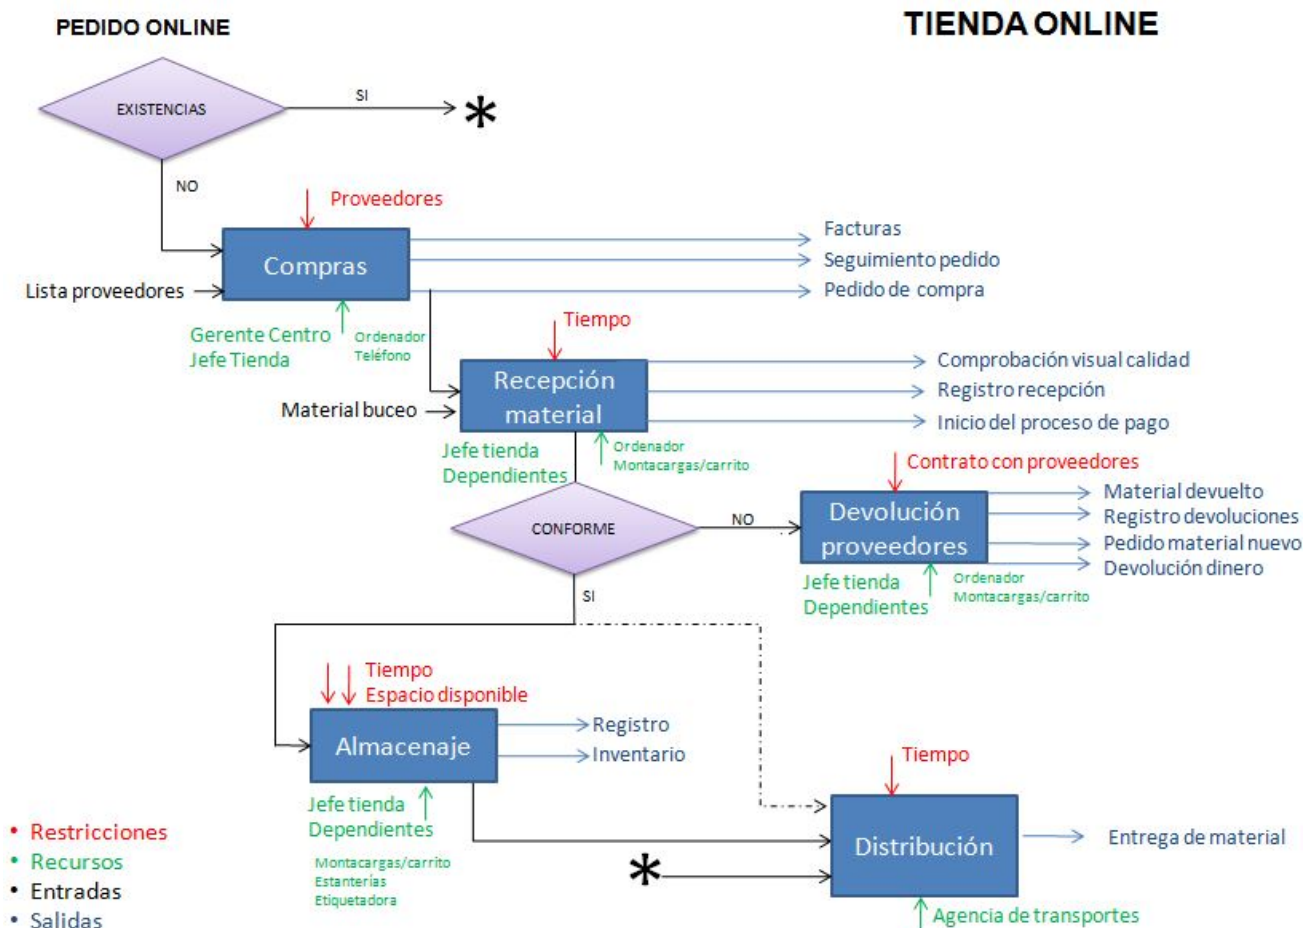 PEDIDO ONLINE
TIENDA ONLINE
EXISTENCIAS
SI
*
NO
Proveedores
Compras
Lista proveedores
Facturas
Seguimiento pedido
Pedido de compra
Gerente Centro
Jefe Tienda
Ordenador
Teléfono
Tiempo
Recepción
material
Material buceo
Comprobación visual calidad
Registro recepción
Inicio del proceso de pago
Jefe tienda
Dependientes
Ordenador
Montacargas/carrito
CONFORME
NO
Contrato con proveedores
Devolución
proveedores
Material devuelto
Registro devoluciones
Pedido material nuevo
Devolución dinero
Jefe tienda
Dependientes
Ordenador
Montacargas/carrito
SI
Tiempo
Espacio disponible
Almacenaje
Registro
Inventario
Jefe tienda
Dependientes
Montacargas/carrito
Estanterías
Etiquetadora
Tiempo
Distribución
*
Entrega de material
Agencia de transportes
• Restricciones
• Recursos
• Entradas
• Salidas